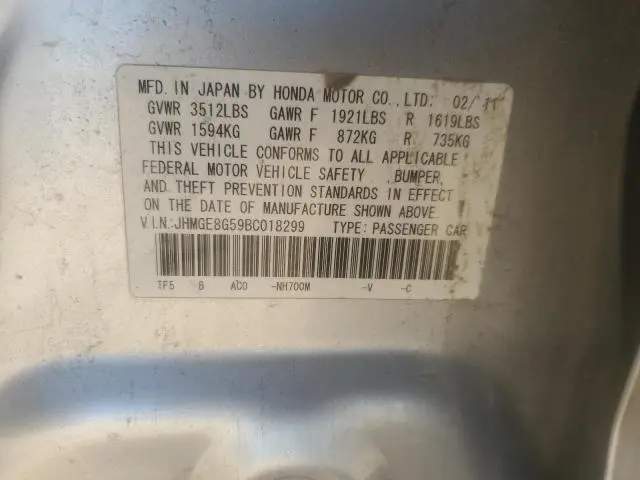 MFD. IN JAPAN BY HONDA MOTOR CO.,LTD. 02/'11
GVWR 3512LBS GAWR F 1921LBS R 1619LBS
GVWR 1594KG GAWR F 872KG R 735KG
THIS VEHICLE CONFORMS TO ALL APPLICABLE
FEDERAL MOTOR VEHICLE SAFETY ,BUMPER,
AND THEFT PREVENTION STANDARDS IN EFFECT
ON THE DATE OF MANUFACTURE SHOWN ABOVE.
V.I.N.:JHMGE8G59BC018299 TYPE: PASSENGER CAR
TF5 B AC0 -NH700M -V -C